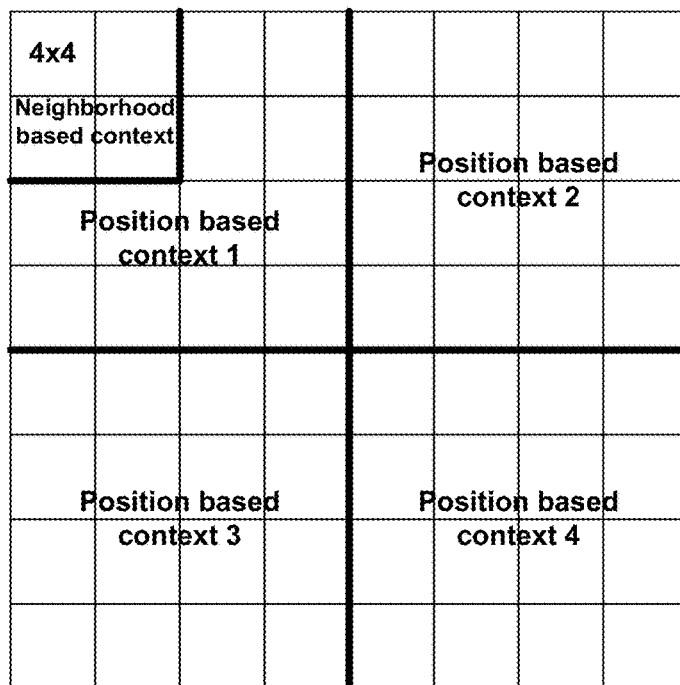 4x4
Neighborhood
based context
Position based
context 1
Position based
context 2
Position based
context 3
Position based
context 4